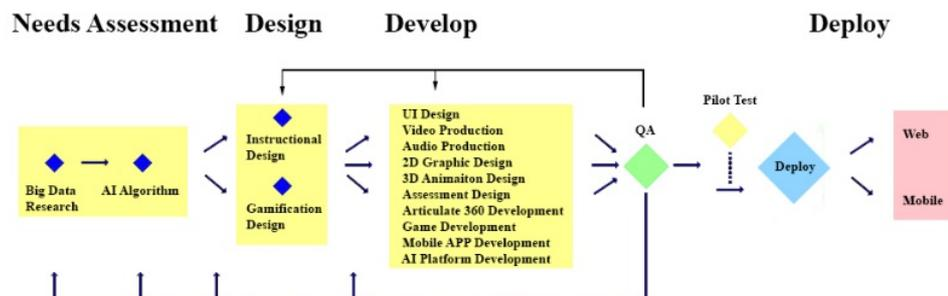 Needs Assessment
Design
Develop
Deploy
Big Data
Research
AI Algorithm
Instructional
Design
Gamification
Design
UI Design
Video Production
Audio Production
2D Graphic Design
3D Animaiton Design
Assessment Design
Articulate 360 Development
Game Development
Mobile APP Development
AI Platform Development
QA
Pilot Test
Deploy
Web
Mobile